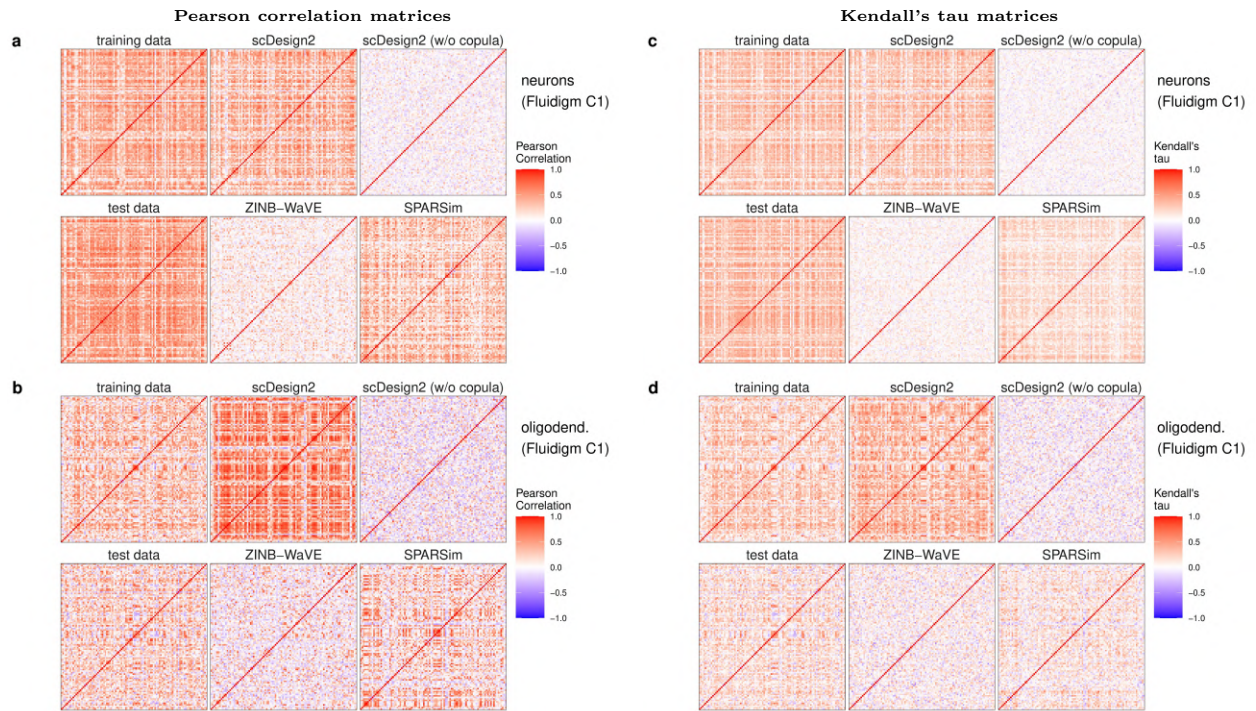 Pearson correlation matrices
Kendall's tau matrices
a
training data
scDesign2
scDesign2 (w/o copula)
neurons
(Fluidigm C1)
Pearson
Correlation
1.0
0.5
0.0
−0.5
−1.0
test data
ZINB−WaVE
SPARSim
b
training data
scDesign2
scDesign2 (w/o copula)
oligodend.
(Fluidigm C1)
Pearson
Correlation
1.0
0.5
0.0
−0.5
−1.0
test data
ZINB−WaVE
SPARSim
c
training data
scDesign2
scDesign2 (w/o copula)
neurons
(Fluidigm C1)
Kendall's
tau
1.0
0.5
0.0
−0.5
−1.0
test data
ZINB−WaVE
SPARSim
d
training data
scDesign2
scDesign2 (w/o copula)
oligodend.
(Fluidigm C1)
Kendall's
tau
1.0
0.5
0.0
−0.5
−1.0
test data
ZINB−WaVE
SPARSim